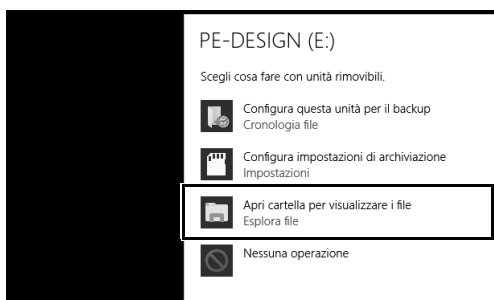 PE-DESIGN (E:)
Scegli cosa fare con unità rimovibili.
Configura questa unità per il backup
Cronologia file
Configura impostazioni di archiviazione
Impostazioni
Apri cartella per visualizzare i file
Esplora file
Nessuna operazione